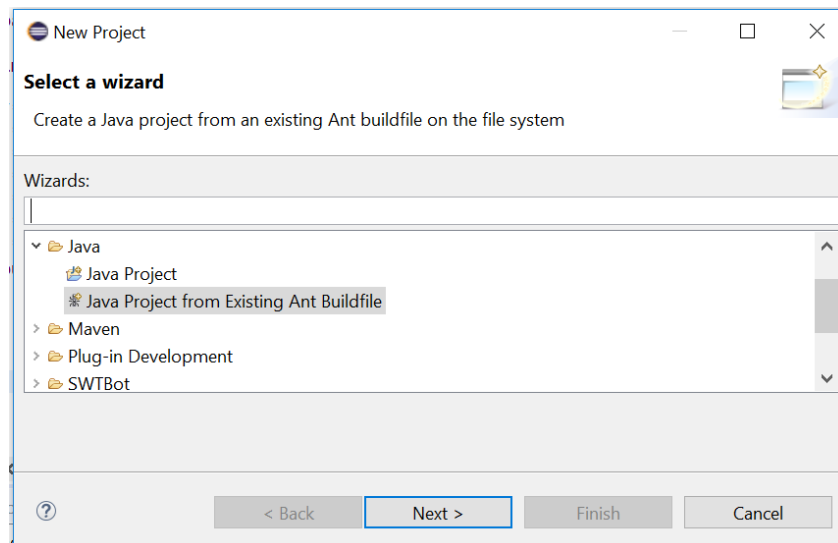 New Project
Select a wizard
Create a Java project from an existing Ant buildfile on the file system
Wizards:
Java
Java Project
Java Project from Existing Ant Buildfile
Maven
Plug-in Development
SWTBot
?
< Back
Next >
Finish
Cancel